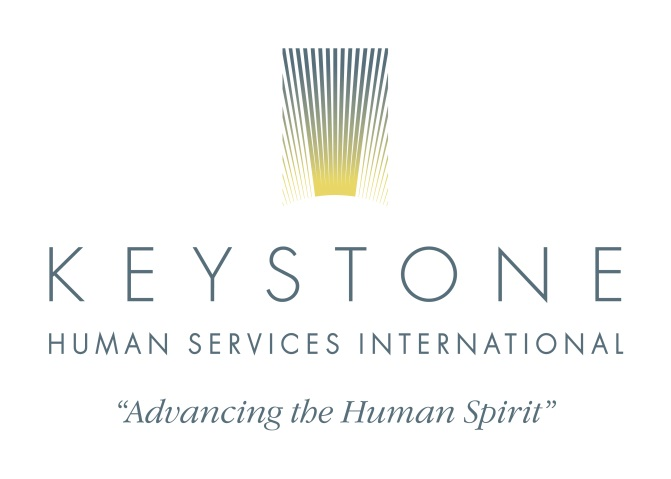 KEYSTONE
HUMAN SERVICES INTERNATIONAL
“Advancing the Human Spirit”